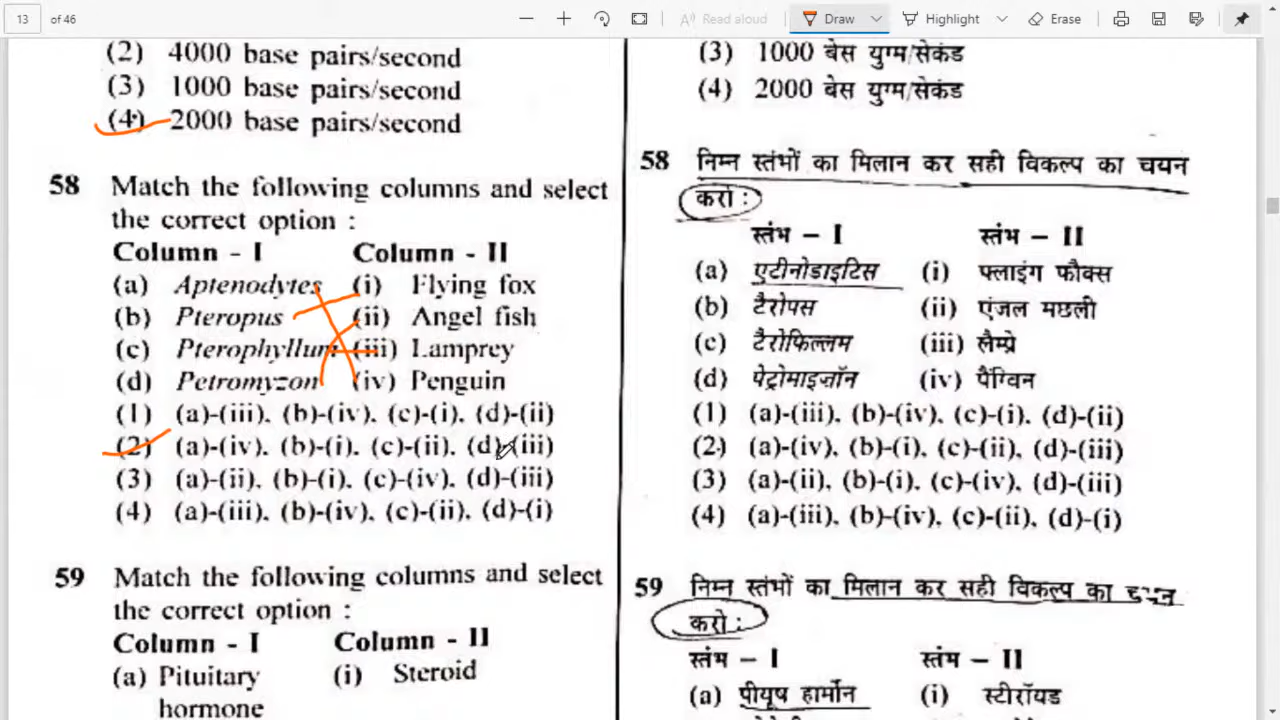 13 of 46
Read aloud
Draw
Highlight
Erase
(2) 4000 base pairs/second
(3) 1000 base pairs/second
(4) 2000 base pairs/second
58 Match the following columns and select
the correct option :
Column - I Column - II
(a) Aptenodytes (i) Flying fox
(b) Pteropus (ii) Angel fish
(c) Pterophyllum (iii) Lamprey
(d) Petromyzon (iv) Penguin
(1) (a)-(iii), (b)-(iv), (c)-(i), (d)-(ii)
(2) (a)-(iv), (b)-(i), (c)-(ii), (d)-(iii)
(3) (a)-(ii), (b)-(i), (c)-(iv), (d)-(iii)
(4) (a)-(iii), (b)-(iv), (c)-(ii), (d)-(i)
59 Match the following columns and select
the correct option :
Column - I Column - II
(a) Pituitary (i) Steroid
hormone
(3) 1000 बेस युग्म/सेकंड
(4) 2000 बेस युग्म/सेकंड
58 निम्न स्तंभों का मिलान कर सही विकल्प का चयन
करो :
स्तंभ – I स्तंभ – II
(a) एटीनोडाइटिस (i) फ्लाइंग फौक्स
(b) टैरोपस (ii) एंजल मछली
(c) टैरोफिल्लम (iii) लैम्प्रे
(d) पेट्रोमाइज़ॉन (iv) पैंग्विन
(1) (a)-(iii), (b)-(iv), (c)-(i), (d)-(ii)
(2) (a)-(iv), (b)-(i), (c)-(ii), (d)-(iii)
(3) (a)-(ii), (b)-(i), (c)-(iv), (d)-(iii)
(4) (a)-(iii), (b)-(iv), (c)-(ii), (d)-(i)
59 निम्न स्तंभों का मिलान कर सही विकल्प का चयन
करो :
स्तंभ – I स्तंभ – II
(a) पीयूष हार्मोन (i) स्टीरॉयड